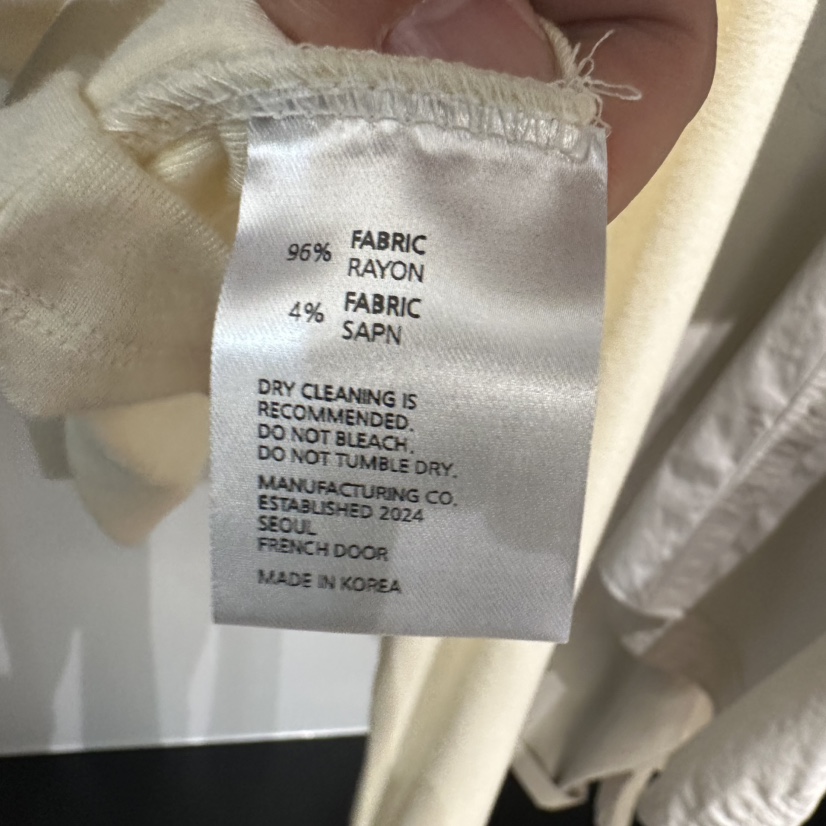 96% FABRIC
RAYON
4% FABRIC
SAPN
DRY CLEANING IS
RECOMMENDED.
DO NOT BLEACH.
DO NOT TUMBLE DRY.
MANUFACTURING CO.
ESTABLISHED 2024
SEOUL
FRENCH DOOR
MADE IN KOREA